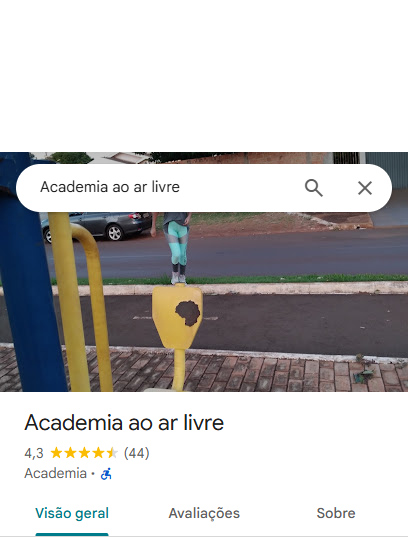 Academia ao ar livre
Academia ao ar livre
4,3 (44)
Academia ·
Visão geral Avaliações Sobre